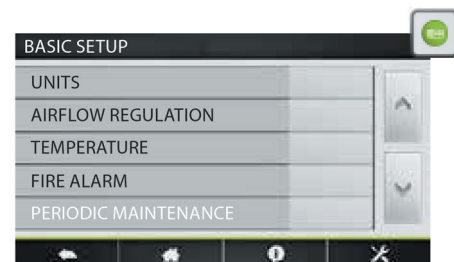 BASIC SETUP
UNITS
AIRFLOW REGULATION
TEMPERATURE
FIRE ALARM
PERIODIC MAINTENANCE